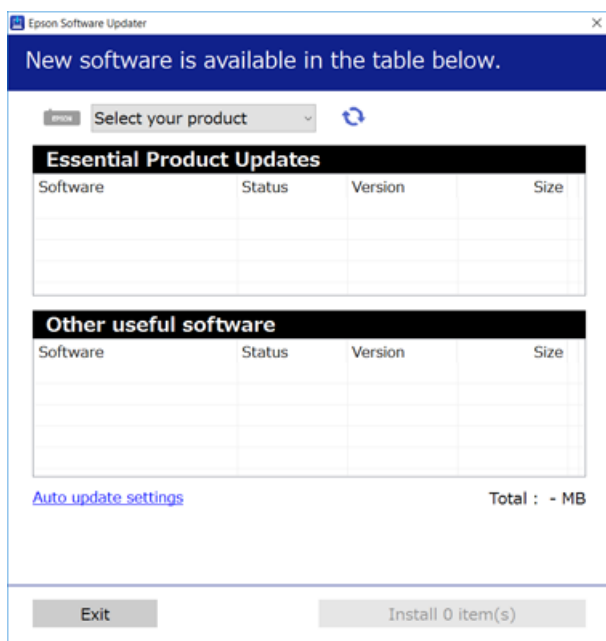 Epson Software Updater
New software is available in the table below.
EPSON Select your product
Essential Product Updates
Software Status Version Size
Other useful software
Software Status Version Size
Auto update settings Total : - MB
Exit Install 0 item(s)